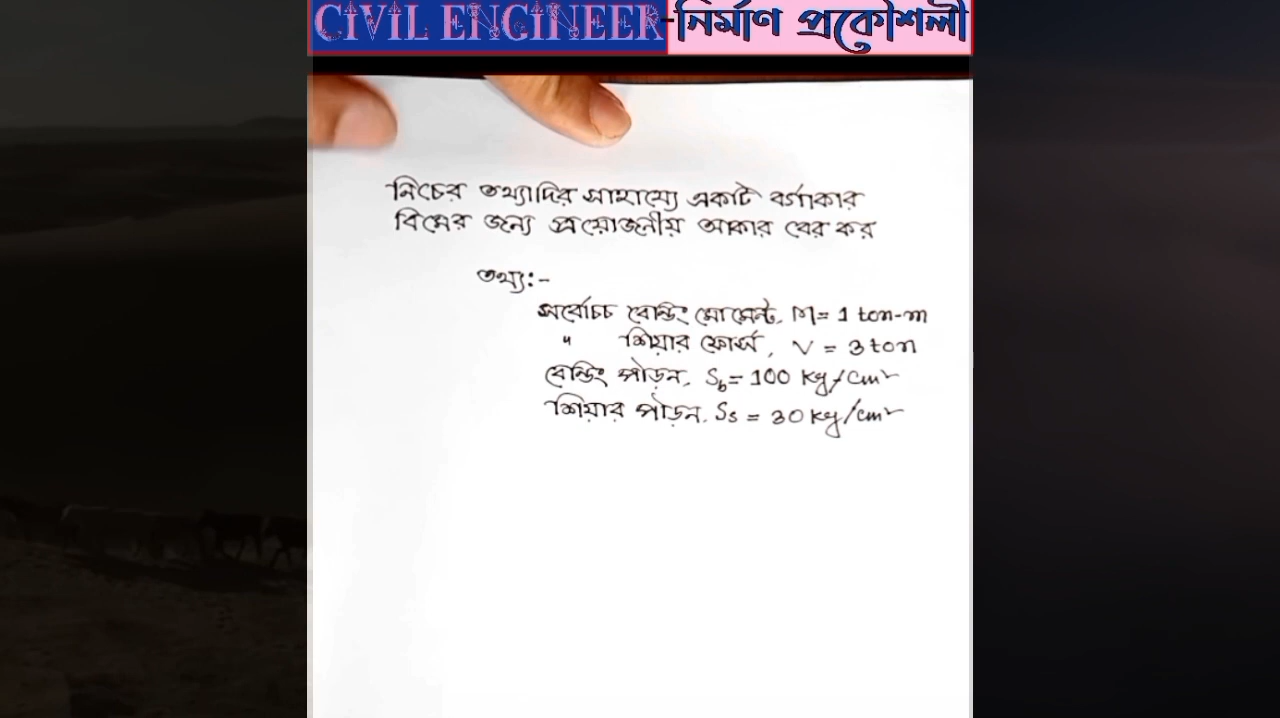 CIVIL ENGINEER-নির্মাণ প্রকৌশলী
নিচের তথ্যাদির সাহায্যে একটি বর্গাকার
বিমের জন্য প্রয়োজনীয় আকার বের কর
তথ্য:-
সর্বোচ্চ বেন্ডিং মোমেন্ট, M = 1 ton-m
" শিয়ার ফোর্স, V = 3 ton
বেন্ডিং পীড়ন, S_b = 100 kg/cm²
শিয়ার পীড়ন, Ss = 30 kg/cm²